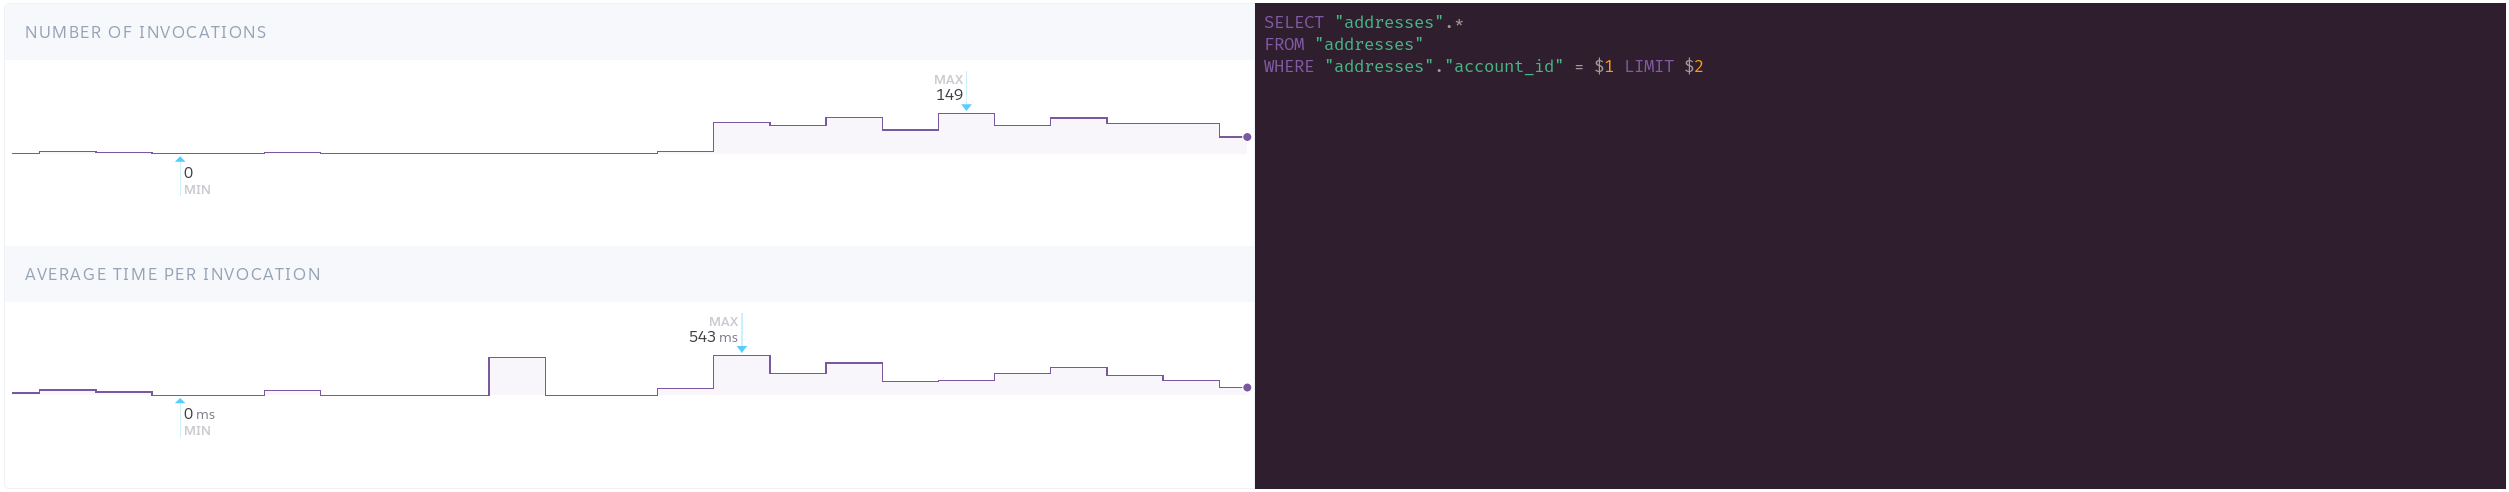 NUMBER OF INVOCATIONS
MAX
149
0
MIN
AVERAGE TIME PER INVOCATION
MAX
543 ms
0 ms
MIN
SELECT "addresses".*
FROM "addresses"
WHERE "addresses"."account_id" = $1 LIMIT $2